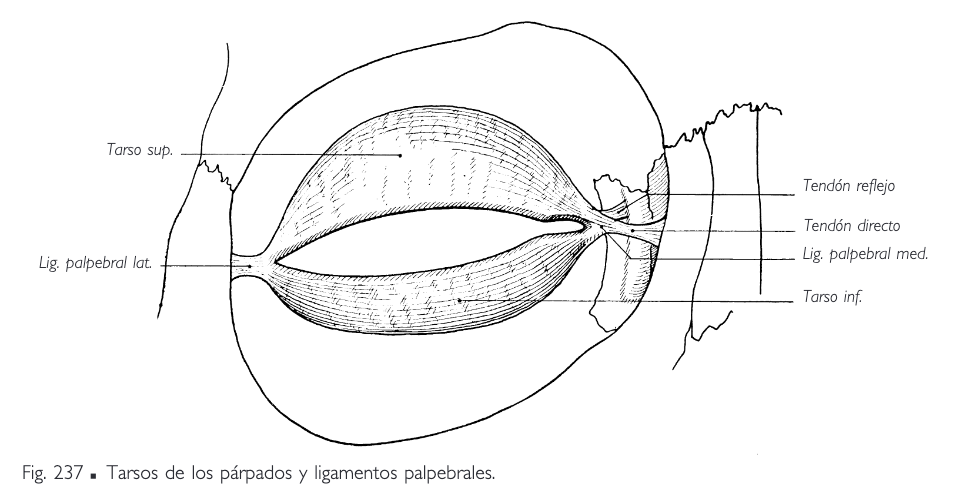 Tarso sup.
Tendón reflejo
Tendón directo
Lig. palpebral med.
Lig. palpebral lat.
Tarso inf.
Fig. 237 ■ Tarsos de los párpados y ligamentos palpebrales.